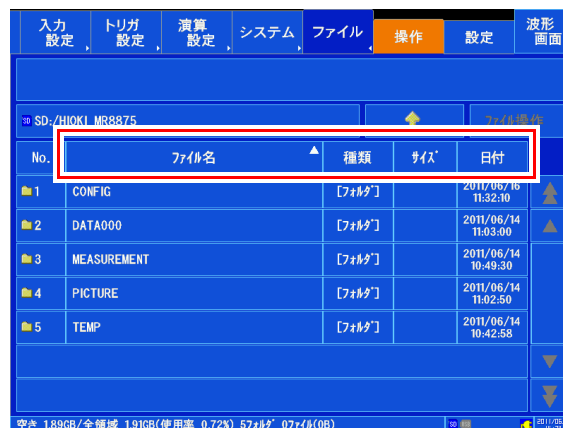 入力 トリガ 演算 システム ファイル 操作 設定 波形
設定 設定 設定 画面
SD:/HIOKI_MR8875 ファイル操作
No. ファイル名 種類 ｻｲｽﾞ 日付
1 CONFIG [ﾌｫﾙﾀﾞ] 2011/06/16
11:32:10
2 DATA000 [ﾌｫﾙﾀﾞ] 2011/06/14
11:03:00
3 MEASUREMENT [ﾌｫﾙﾀﾞ] 2011/06/14
10:49:30
4 PICTURE [ﾌｫﾙﾀﾞ] 2011/06/14
11:02:50
5 TEMP [ﾌｫﾙﾀﾞ] 2011/06/14
10:42:58
空き 1.89GB/全領域 1.91GB(使用率 0.72%) 5ﾌｫﾙﾀﾞ 0ﾌｧｲﾙ(0B)